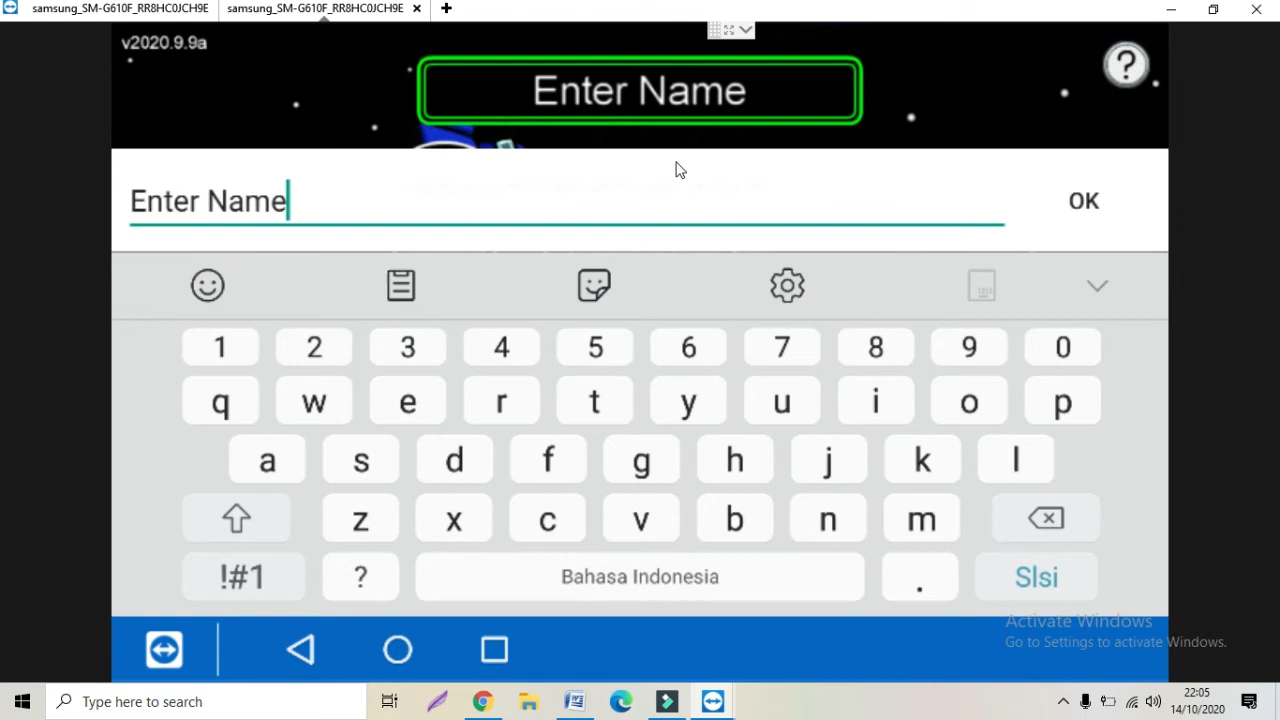 samsung_SM-G610F_RR8HC0JCH9E samsung_SM-G610F_RR8HC0JCH9E
v2020.9.9a
Enter Name
?
Enter Name
OK
1 2 3 4 5 6 7 8 9 0
q w e r t y u i o p
a s d f g h j k l
z x c v b n m
!#1 ? Bahasa Indonesia . Slsi
Activate Windows
Go to Settings to activate Windows.
Type here to search
22:05
14/10/2020